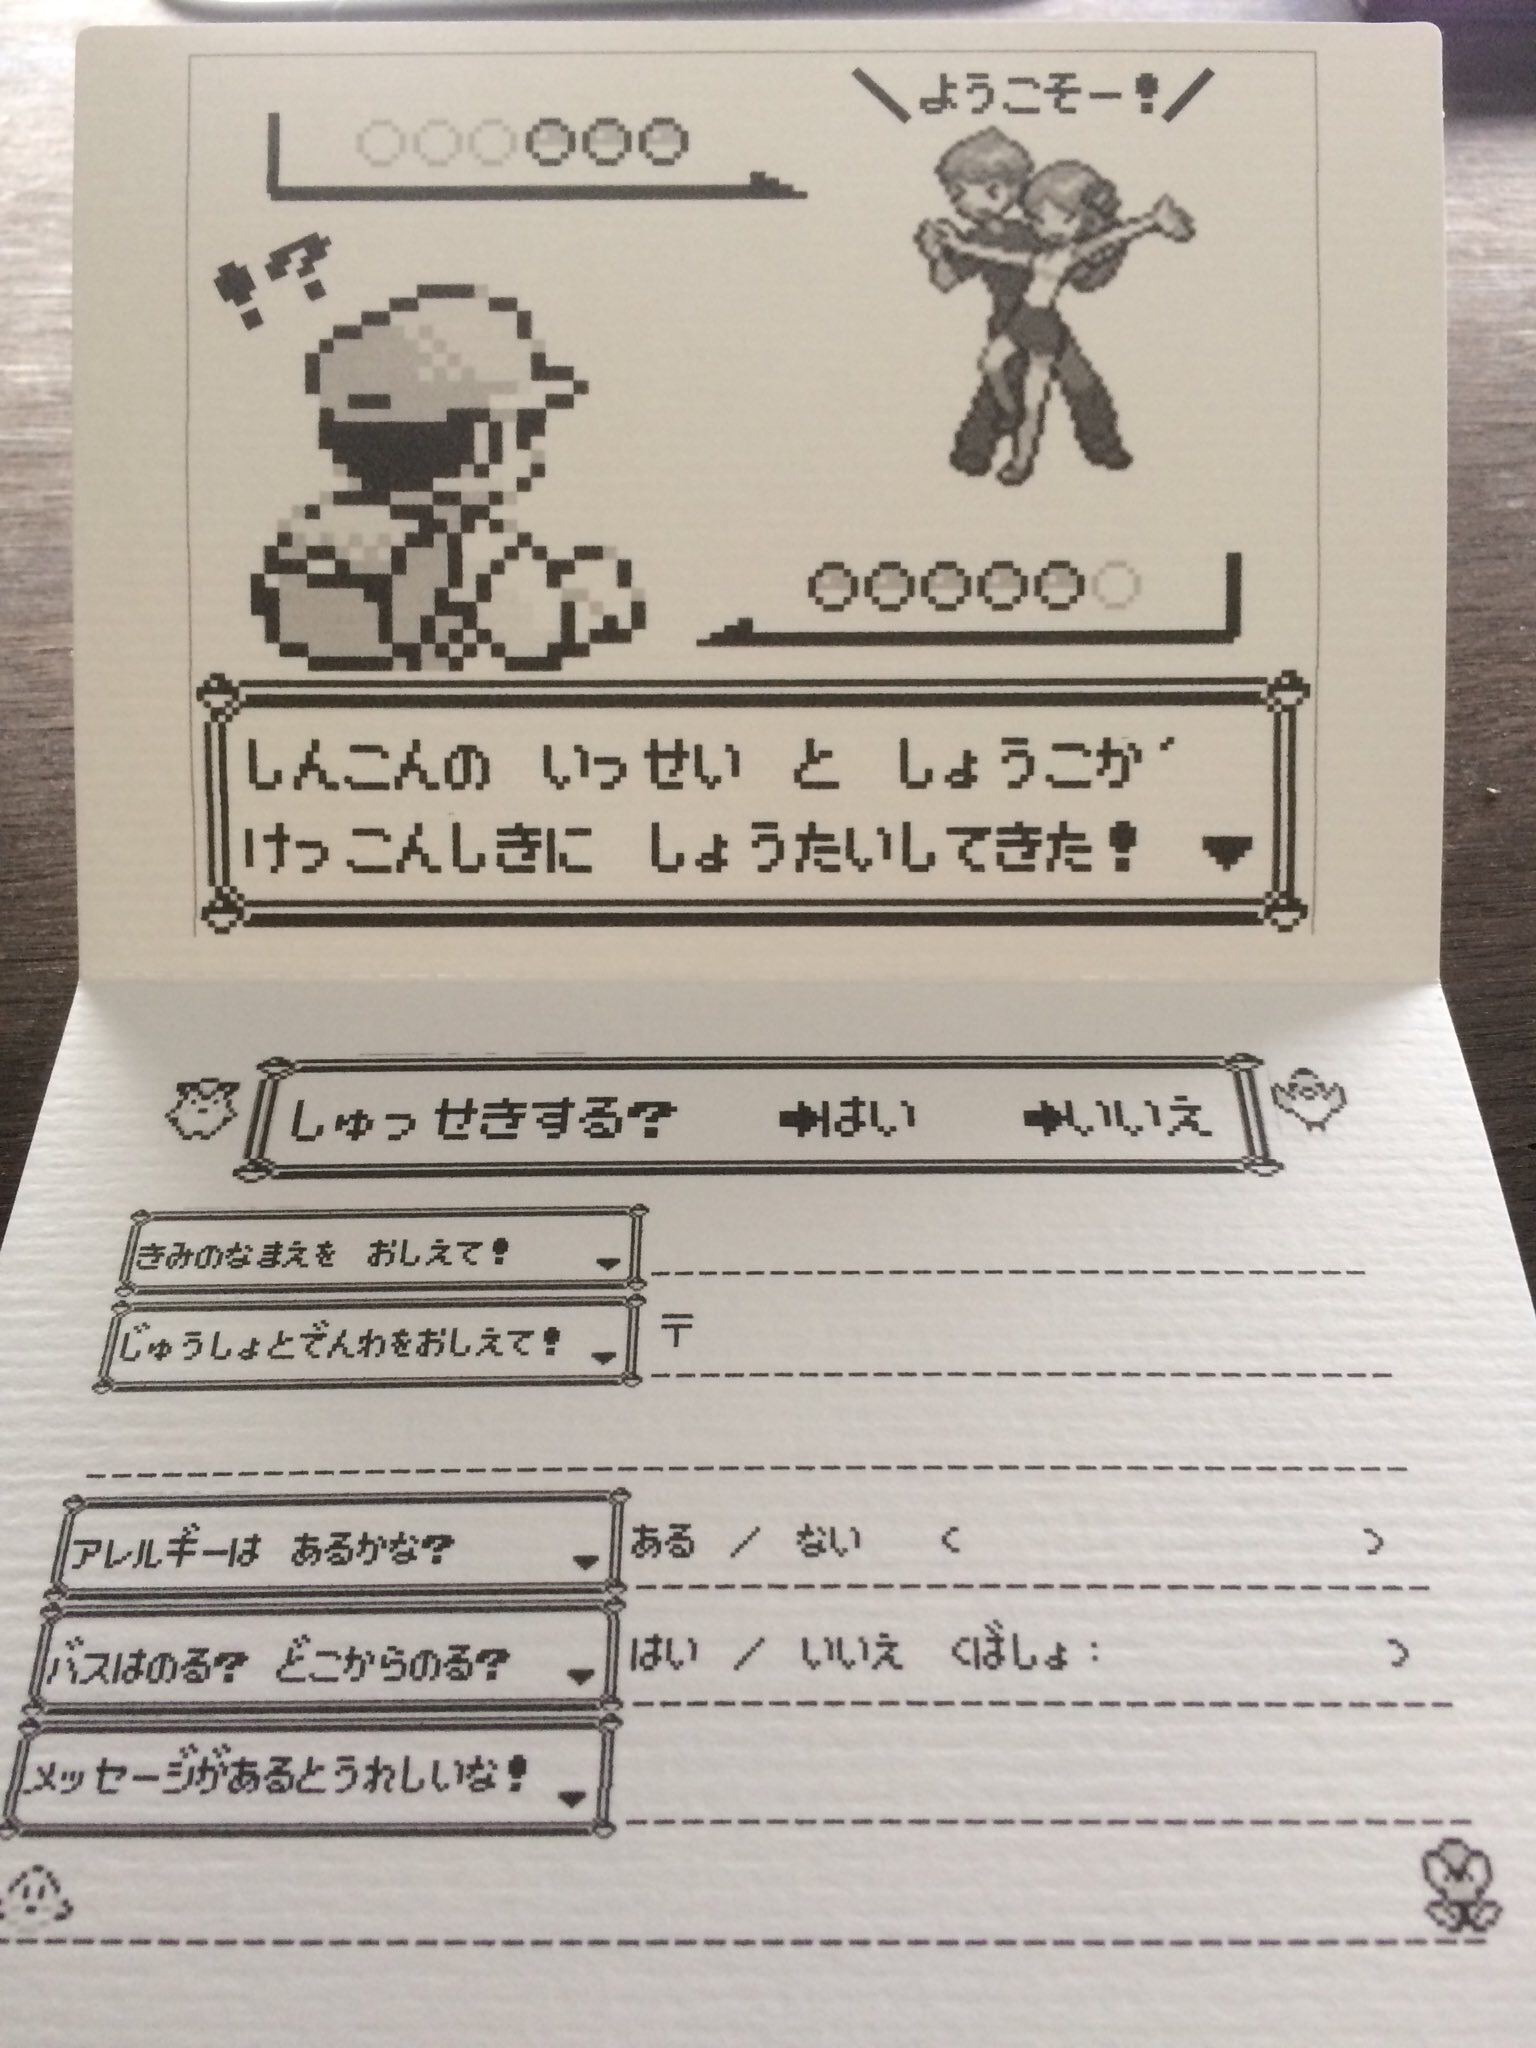 ＼ようこそー！／
！？
しんこんの いっせい と しょうこが
けっこんしきに しょうたいしてきた！ ▼
しゅっせきする？ ➡はい ➡いいえ
きみのなまえを おしえて！ ▼
じゅうしょとでんわをおしえて！ ▼ 〒
アレルギーは あるかな？ ▼ ある / ない ( )
バスはのる？ どこからのる？ ▼ はい / いいえ (ばしょ: )
メッセージがあるとうれしいな！ ▼